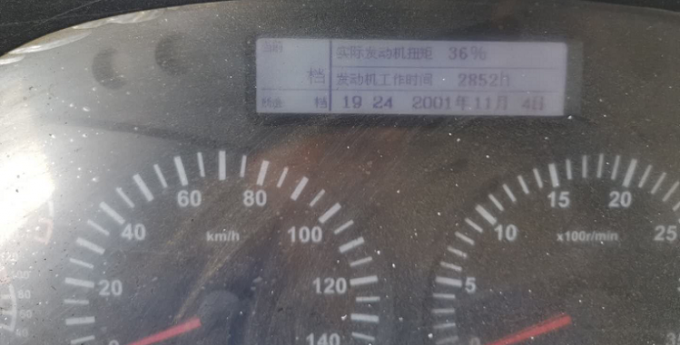 实际发动机扭矩 36%
档 发动机工作时间 2852h
档 19 24 2001年11月 4日
60 80
40 km/h 100
20 120
0 140
15 20
10 x100r/min 25
5
0